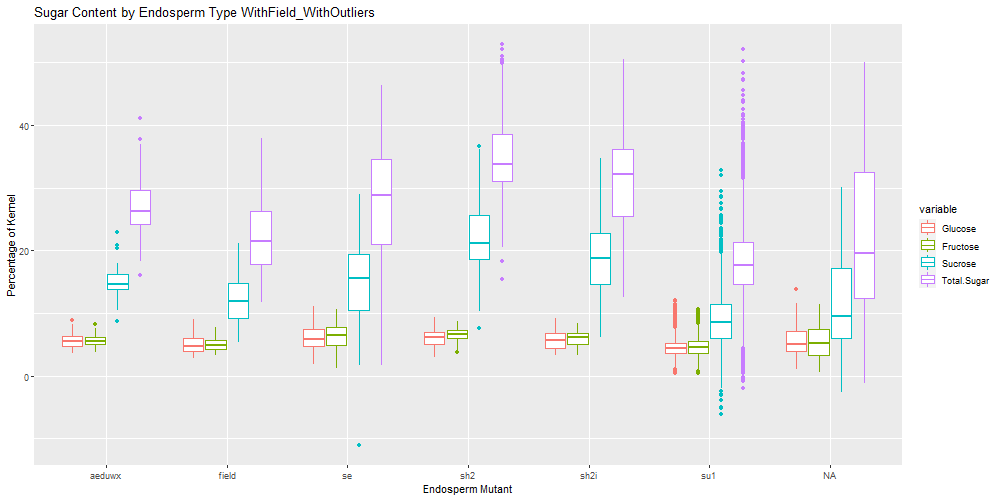 Sugar Content by Endosperm Type WithField_WithOutliers
Percentage of Kernel
40
20
0
aeduwx
field
se
sh2
sh2i
su1
NA
Endosperm Mutant
variable
Glucose
Fructose
Sucrose
Total.Sugar